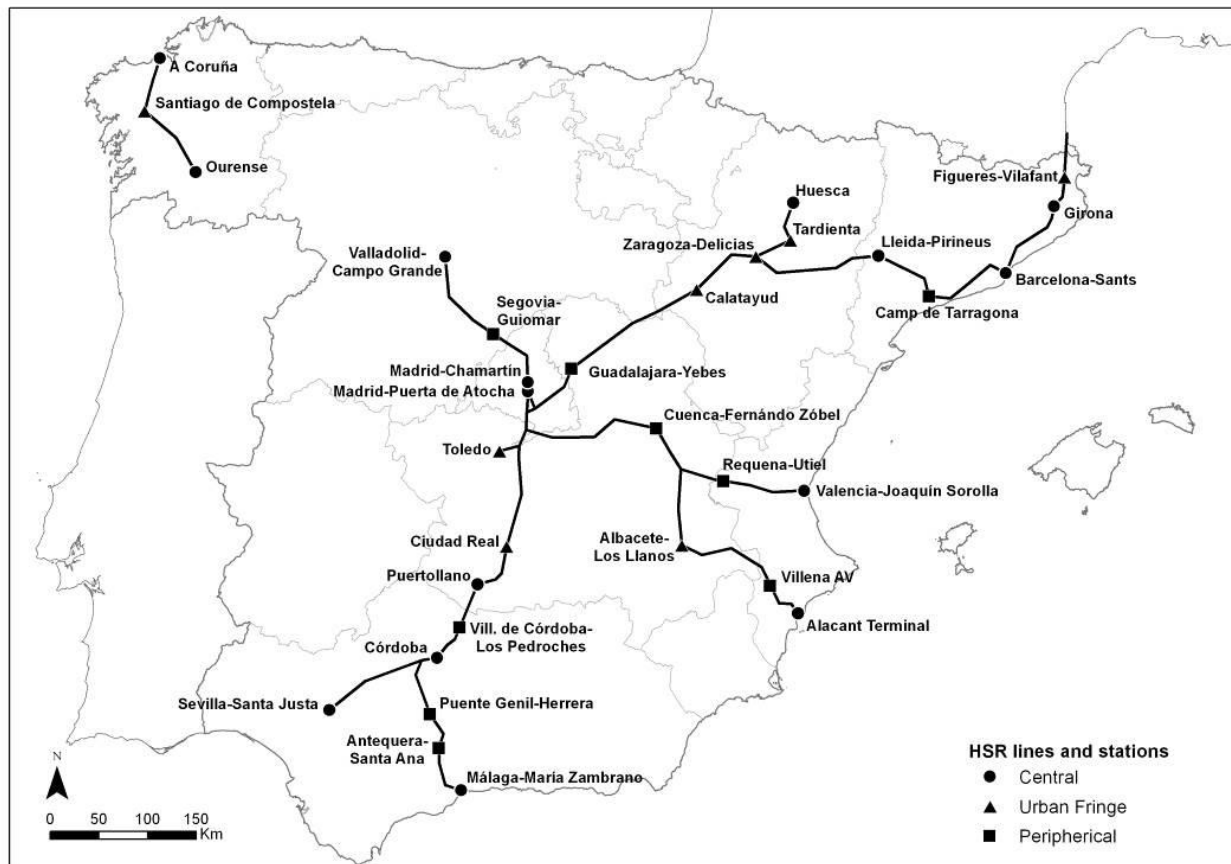 A Coruña
Santiago de Compostela
Ourense
Huesca
Figueres-Vilafant
Girona
Tardienta
Zaragoza-Delicias
Lleida-Pirineus
Valladolid-
Campo Grande
Barcelona-Sants
Calatayud
Camp de Tarragona
Segovia-
Guiomar
Madrid-Chamartín
Guadalajara-Yebes
Madrid-Puerta de Atocha
Cuenca-Fernándo Zóbel
Toledo
Requena-Utiel
Valencia-Joaquín Sorolla
Ciudad Real
Albacete-
Los Llanos
Puertollano
Villena AV
Alacant Terminal
Vill. de Córdoba-
Los Pedroches
Córdoba
Sevilla-Santa Justa
Puente Genil-Herrera
Antequera-
Santa Ana
Málaga-María Zambrano
N
0 50 100 150
Km
HSR lines and stations
Central
Urban Fringe
Peripherical